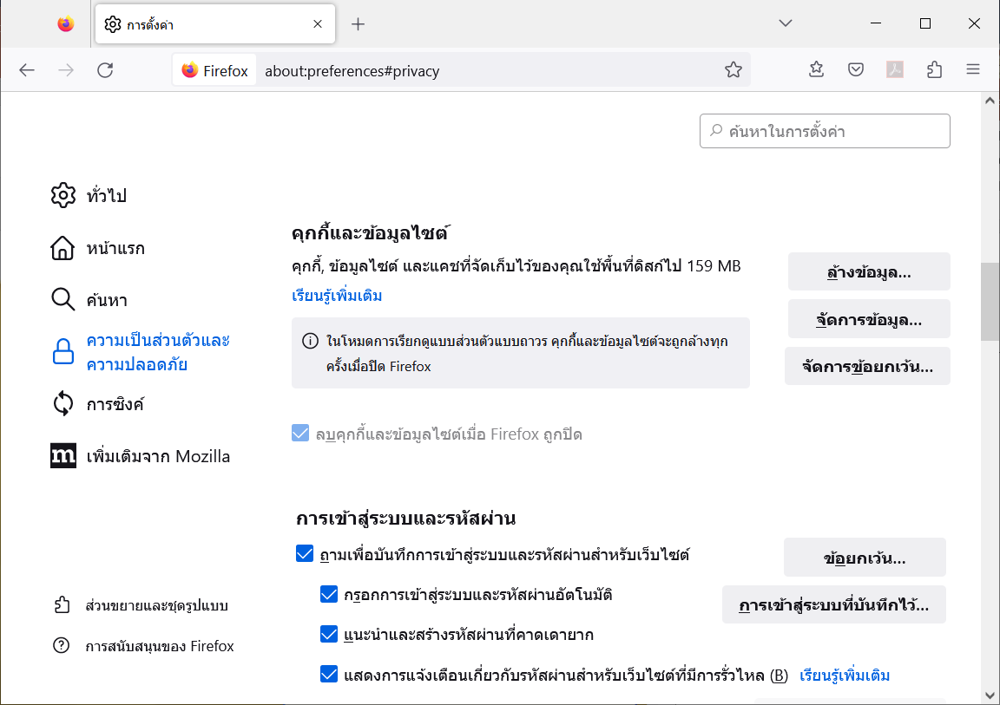 การตั้งค่า
Firefox about:preferences#privacy
ค้นหาในการตั้งค่า
ทั่วไป
หน้าแรก
ค้นหา
ความเป็นส่วนตัวและ
ความปลอดภัย
การซิงค์
m เพิ่มเติมจาก Mozilla
ส่วนขยายและชุดรูปแบบ
การสนับสนุนของ Firefox
คุกกี้และข้อมูลไซต์
คุกกี้, ข้อมูลไซต์ และแคชที่จัดเก็บไว้ของคุณใช้พื้นที่ดิสก์ไป 159 MB
เรียนรู้เพิ่มเติม
ล้างข้อมูล...
จัดการข้อมูล...
จัดการข้อยกเว้น...
ในโหมดการเรียกดูแบบส่วนตัวแบบถาวร คุกกี้และข้อมูลไซต์จะถูกล้างทุก
ครั้งเมื่อปิด Firefox
ลบคุกกี้และข้อมูลไซต์เมื่อ Firefox ถูกปิด
การเข้าสู่ระบบและรหัสผ่าน
ถามเพื่อบันทึกการเข้าสู่ระบบและรหัสผ่านสำหรับเว็บไซต์
ข้อยกเว้น...
กรอกการเข้าสู่ระบบและรหัสผ่านอัตโนมัติ
การเข้าสู่ระบบที่บันทึกไว้...
แนะนำและสร้างรหัสผ่านที่คาดเดายาก
แสดงการแจ้งเตือนเกี่ยวกับรหัสผ่านสำหรับเว็บไซต์ที่มีการรั่วไหล (B) เรียนรู้เพิ่มเติม